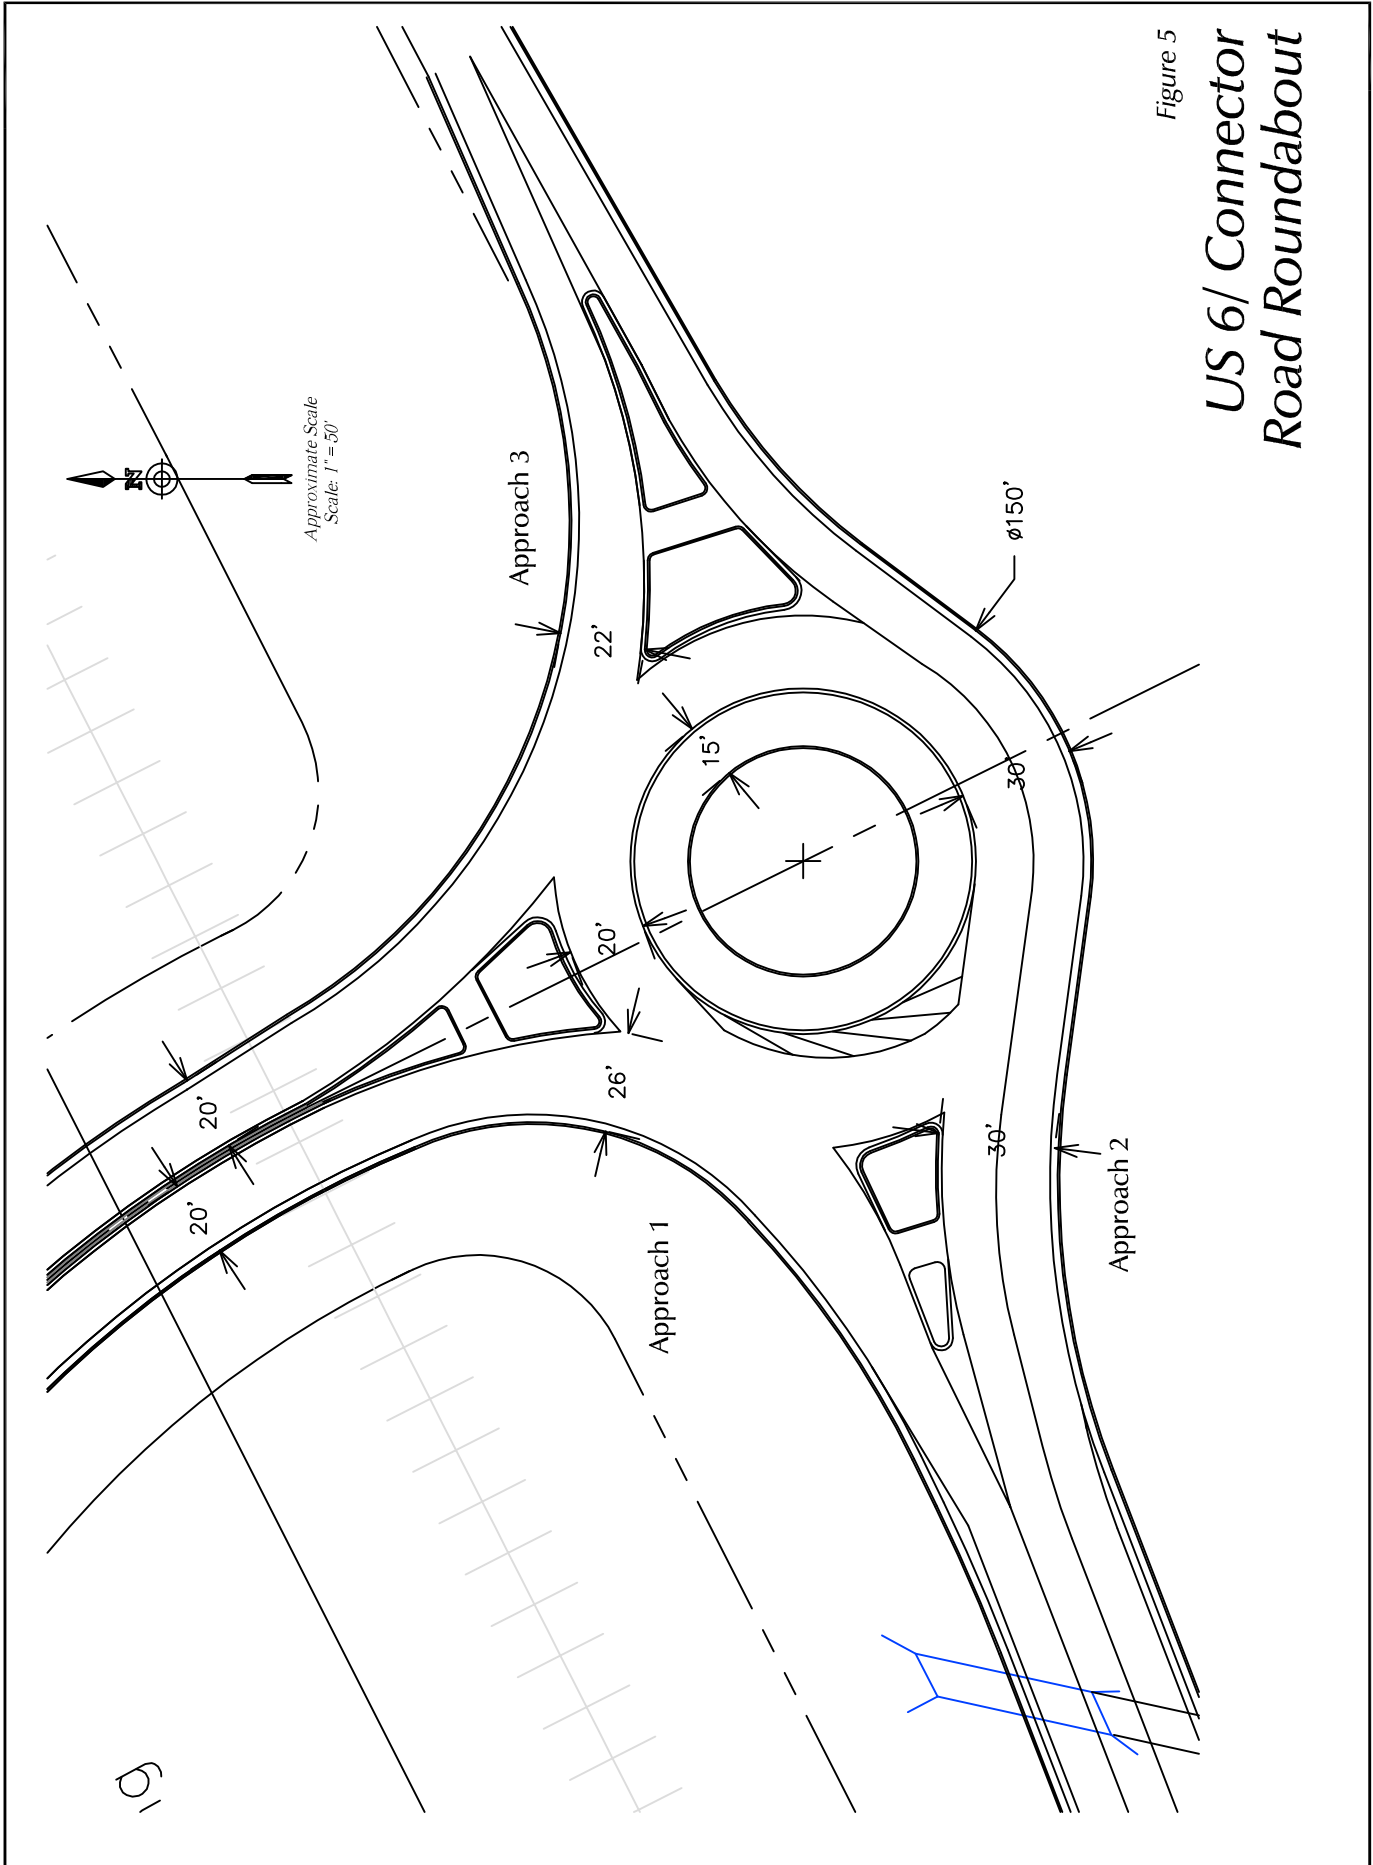 Figure 5
US 6/ Connector
Road Roundabout
N
Approximate Scale
Scale: 1" = 50'
Approach 3
22'
ø150'
15'
30'
20'
26'
20'
20'
30'
Approach 1
Approach 2